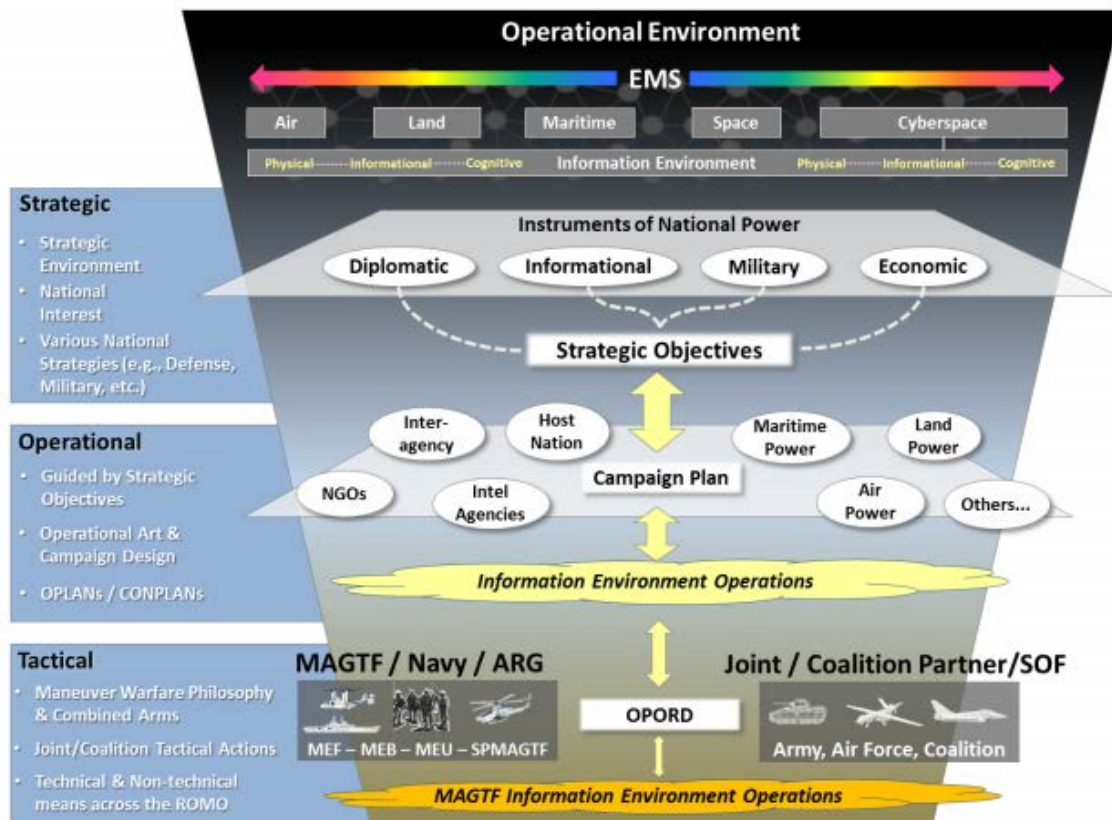 Operational Environment
EMS
Air Land Maritime Space Cyberspace
Physical Informational Cognitive Information Environment Physical Informational Cognitive
Strategic
• Strategic
Environment
• National
Interest
• Various National
Strategies (e.g., Defense,
Military, etc.)
Instruments of National Power
Diplomatic Informational Military Economic
Strategic Objectives
Operational
• Guided by Strategic
Objectives
• Operational Art &
Campaign Design
• OPLANs / CONPLANs
Inter-
agency
Host
Nation
Maritime
Power
Land
Power
NGOs
Intel
Agencies
Campaign Plan
Air
Power
Others...
Information Environment Operations
Tactical
• Maneuver Warfare Philosophy
& Combined Arms
• Joint/Coalition Tactical Actions
• Technical & Non-technical
means across the ROMO
MAGTF / Navy / ARG
MEF – MEB – MEU – SPMAGTF
OPORD
Joint / Coalition Partner/SOF
Army, Air Force, Coalition
MAGTF Information Environment Operations